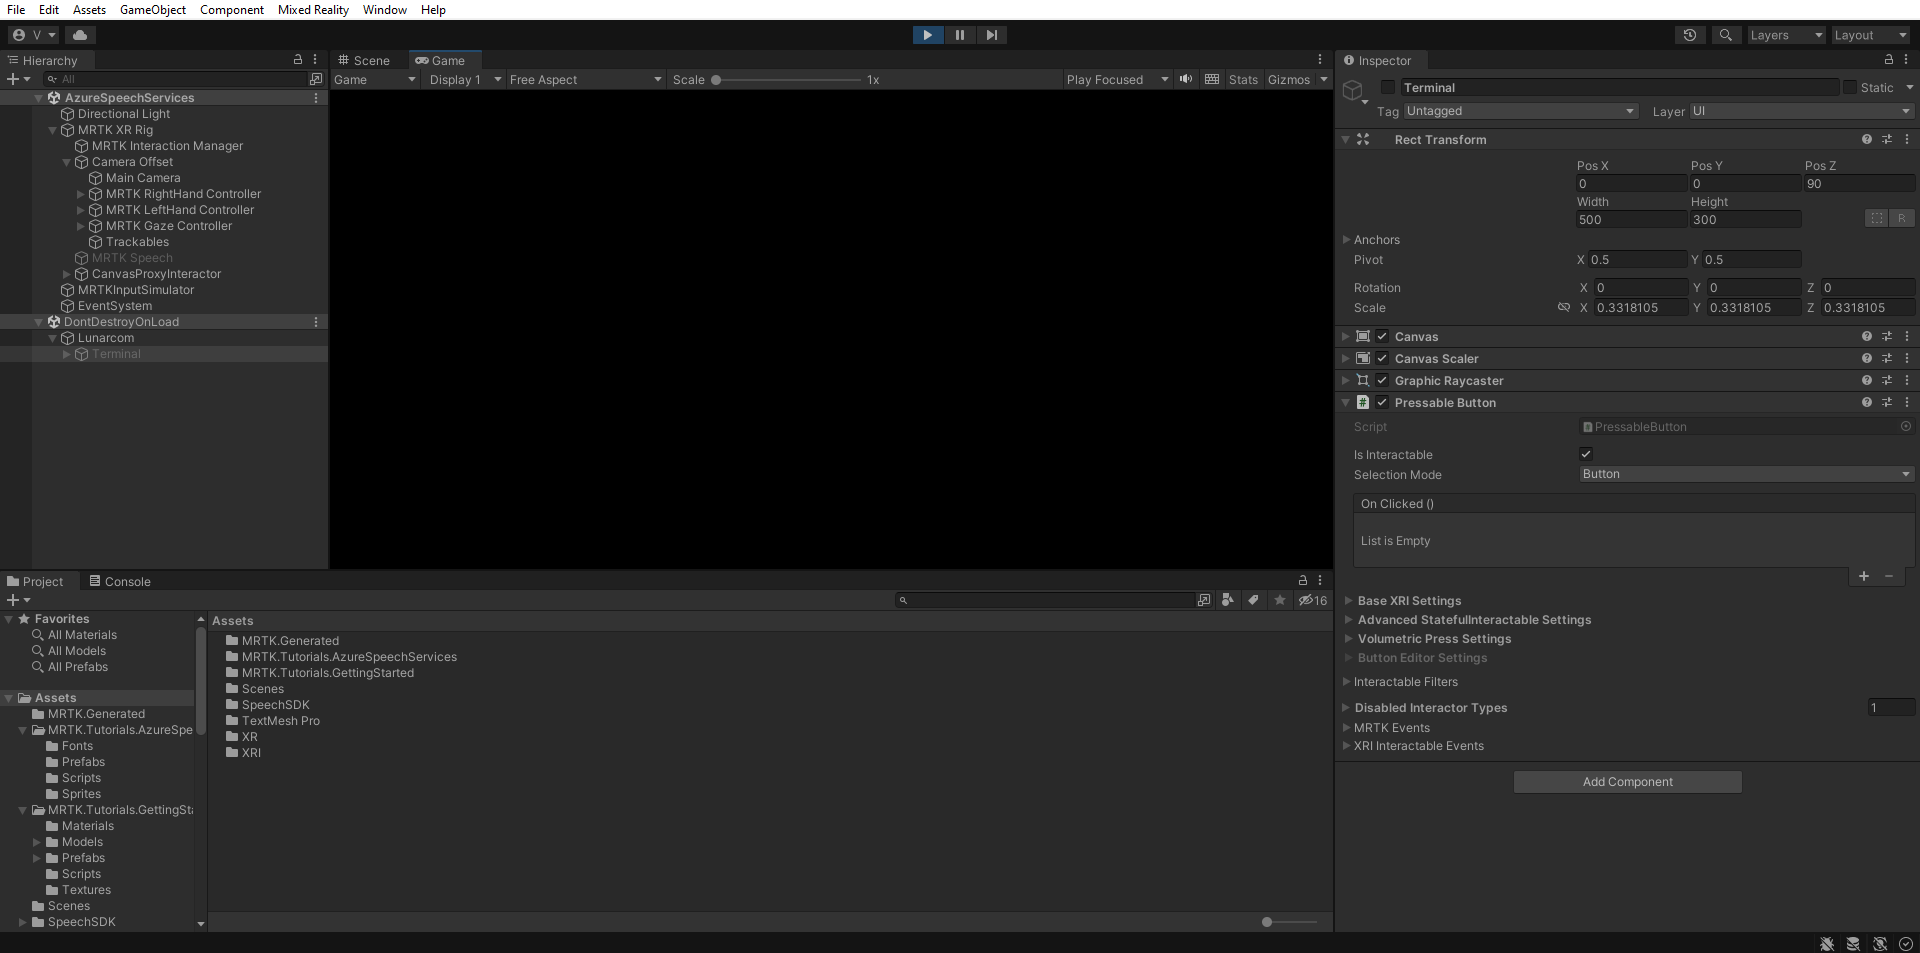 File Edit Assets GameObject Component Mixed Reality Window Help
V
Layers Layout
Hierarchy
All
AzureSpeechServices
Directional Light
MRTK XR Rig
MRTK Interaction Manager
Camera Offset
Main Camera
MRTK RightHand Controller
MRTK LeftHand Controller
MRTK Gaze Controller
Trackables
MRTK Speech
CanvasProxyInteractor
MRTKInputSimulator
EventSystem
DontDestroyOnLoad
Lunarcom
Terminal
Scene Game
Game Display 1 Free Aspect Scale 1x Play Focused Stats Gizmos
Inspector
Terminal Static
Tag Untagged Layer UI
Rect Transform
Pos X Pos Y Pos Z
0 0 90
Width Height
500 300 R
Anchors
Pivot X 0.5 Y 0.5
Rotation X 0 Y 0 Z 0
Scale X 0.3318105 Y 0.3318105 Z 0.3318105
Canvas
Canvas Scaler
Graphic Raycaster
# Pressable Button
Script PressableButton
Is Interactable
Selection Mode Button
On Clicked ()
List is Empty
Base XRI Settings
Advanced StatefulInteractable Settings
Volumetric Press Settings
Button Editor Settings
Interactable Filters
Disabled Interactor Types 1
MRTK Events
XRI Interactable Events
Add Component
Project Console
16
Favorites
All Materials
All Models
All Prefabs
Assets
MRTK.Generated
MRTK.Tutorials.AzureSpe
Fonts
Prefabs
Scripts
Sprites
MRTK.Tutorials.GettingSta
Materials
Models
Prefabs
Scripts
Textures
Scenes
SpeechSDK
Assets
MRTK.Generated
MRTK.Tutorials.AzureSpeechServices
MRTK.Tutorials.GettingStarted
Scenes
SpeechSDK
TextMesh Pro
XR
XRI